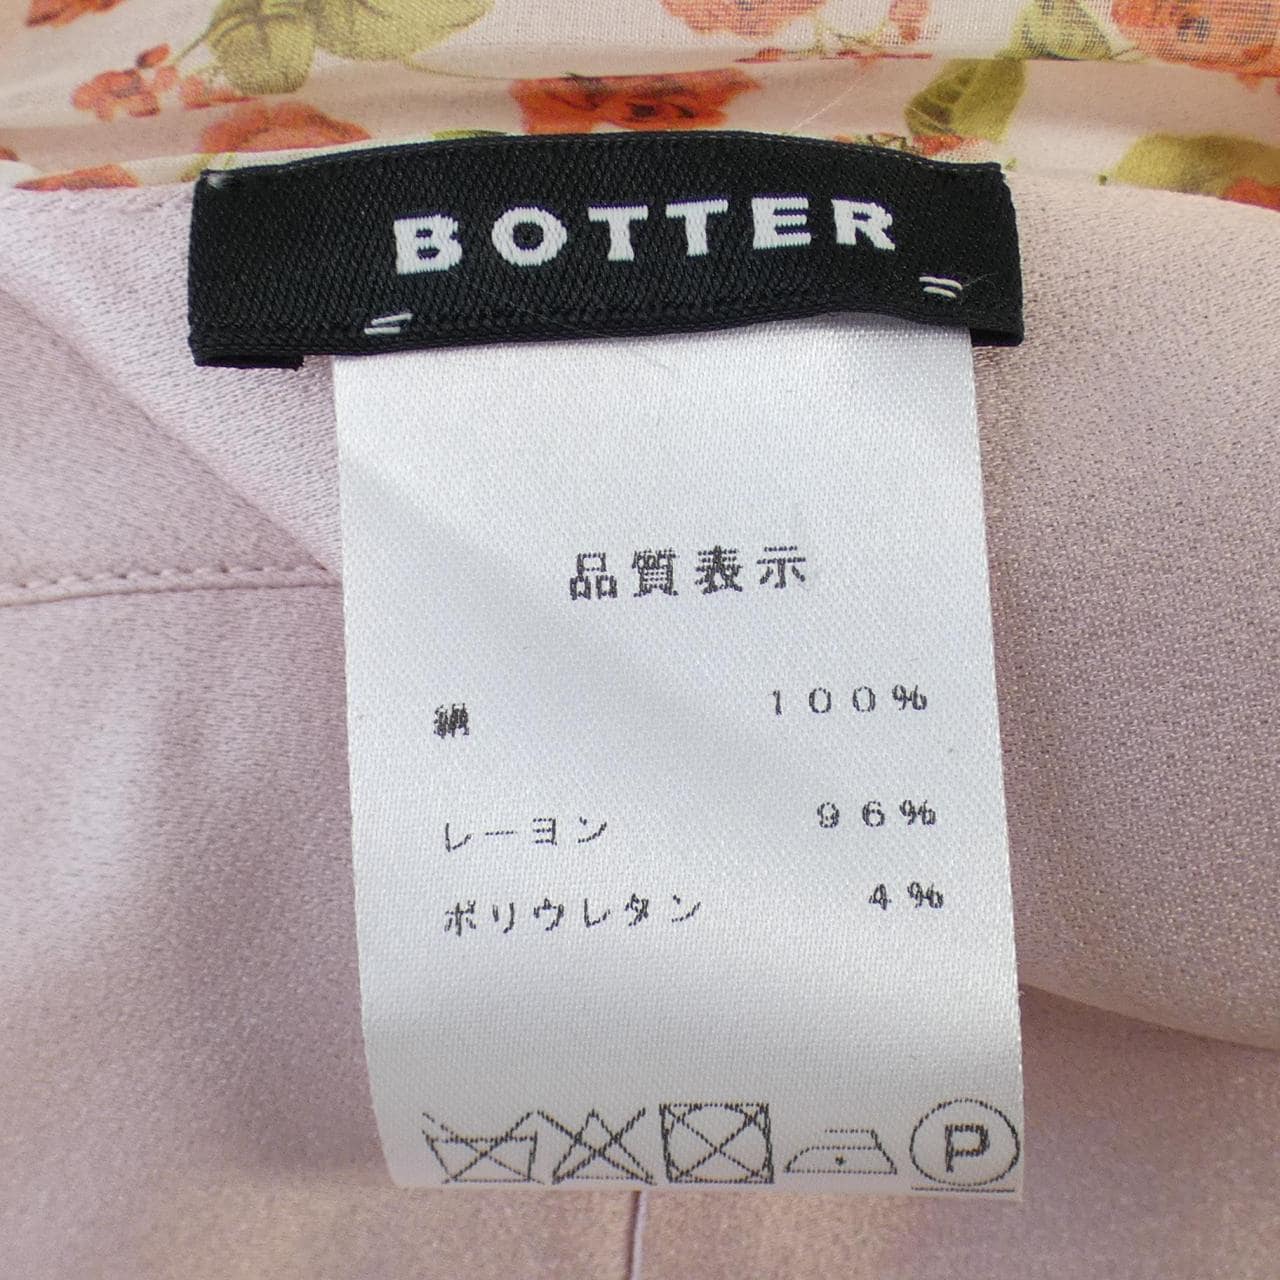 BOTTER
品質表示
絹 100%
レーヨン 96%
ポリウレタン 4%
P